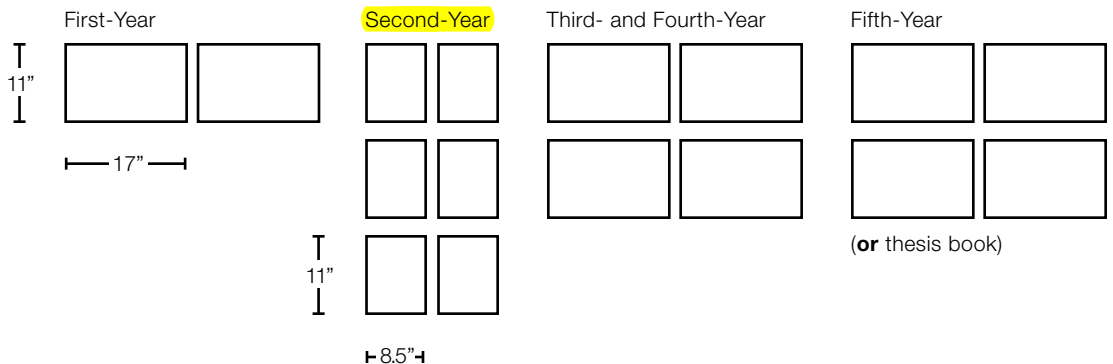 First-Year
Second-Year
Third- and Fourth-Year
Fifth-Year
11”
17”
(or thesis book)
11”
8.5”